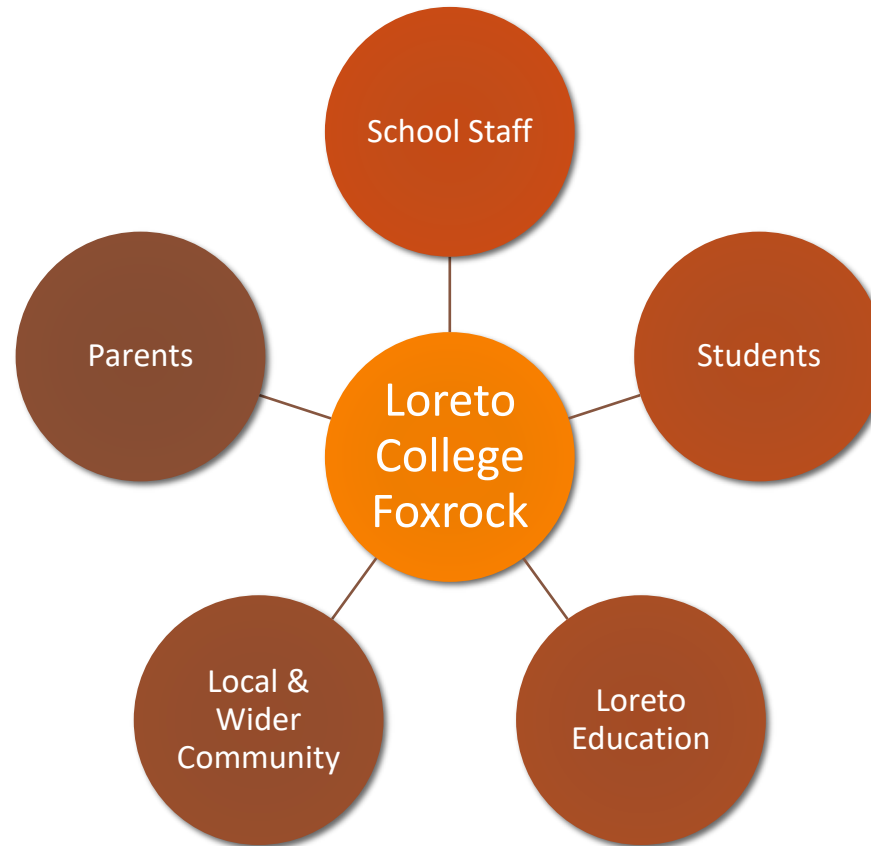 School Staff
Parents
Students
Loreto
College
Foxrock
Local &
Wider
Community
Loreto
Education